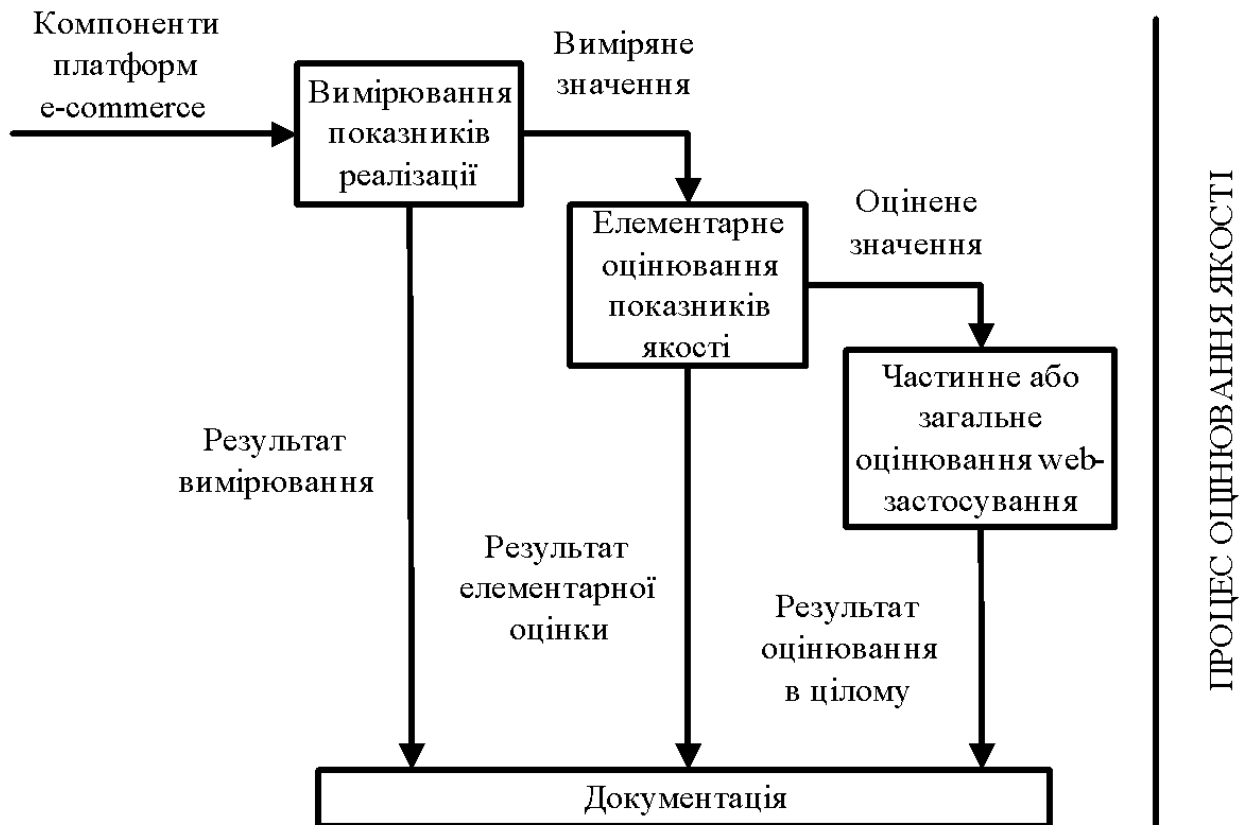 Компоненти
платформ
e-commerce
Вимірювання
показників
реалізації
Виміряне
значення
Елементарне
оцінювання
показників
якості
Оцінене
значення
Частинне або
загальне
оцінювання web-
застосування
Результат
вимірювання
Результат
елементарної
оцінки
Результат
оцінювання
в цілому
Документація
ПРОЦЕС ОЦІНЮВАННЯ ЯКОСТІ